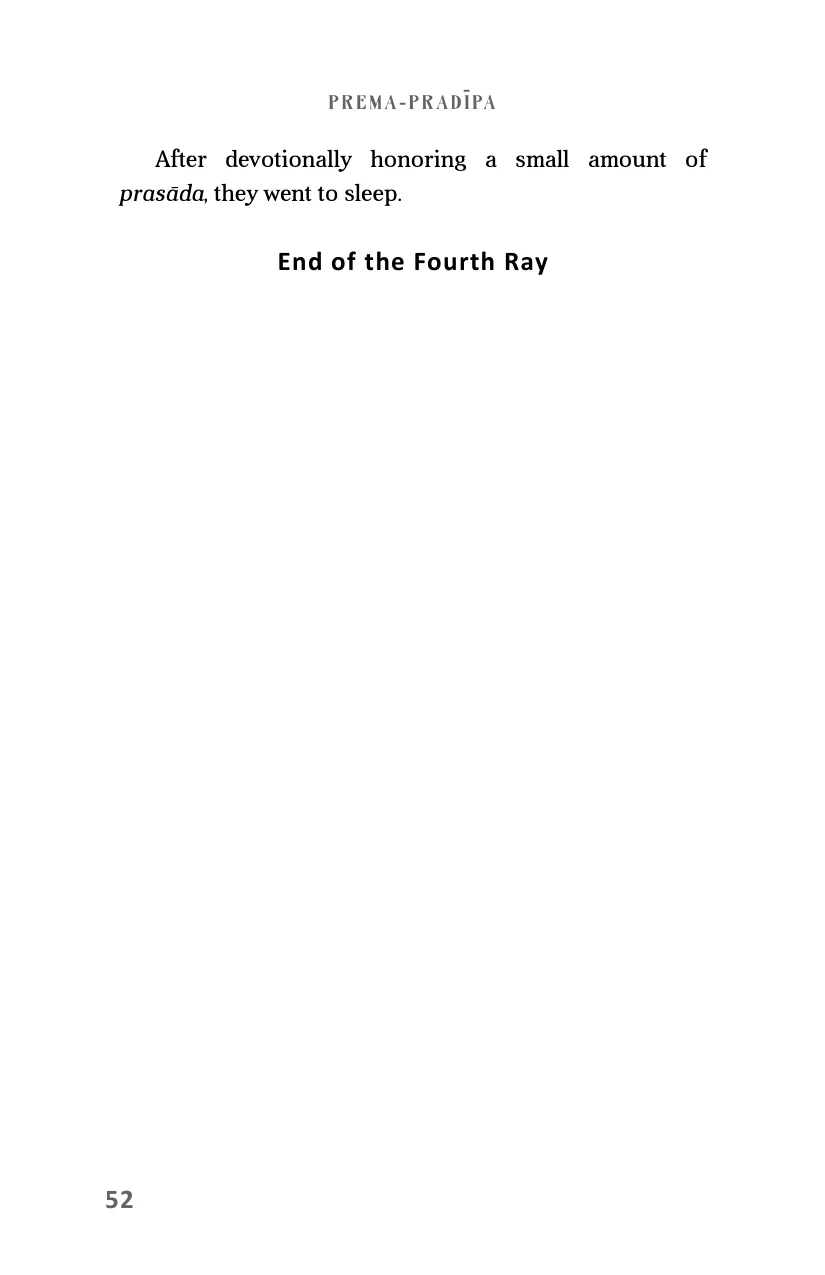 PREMA-PRADĪPA
After devotionally honoring a small amount of
prasāda, they went to sleep.
End of the Fourth Ray
52